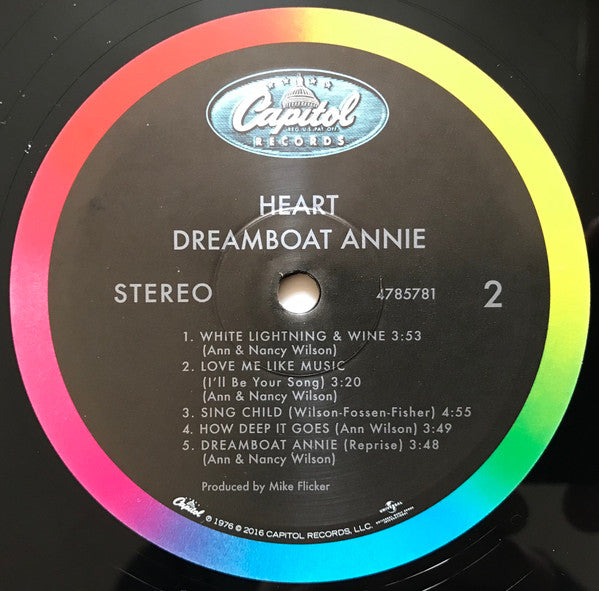 Capitol
REG. U.S. PAT. OFF.
RECORDS
HEART
DREAMBOAT ANNIE
STEREO
4785781
2
1. WHITE LIGHTNING & WINE 3:53
(Ann & Nancy Wilson)
2. LOVE ME LIKE MUSIC
(I'll Be Your Song) 3:20
(Ann & Nancy Wilson)
3. SING CHILD (Wilson-Fossen-Fisher) 4:55
4. HOW DEEP IT GOES (Ann Wilson) 3:49
5. DREAMBOAT ANNIE (Reprise) 3:48
(Ann & Nancy Wilson)
Produced by Mike Flicker
Capitol ℗ 1976 © 2016 CAPITOL RECORDS, LLC.
UNIVERSAL